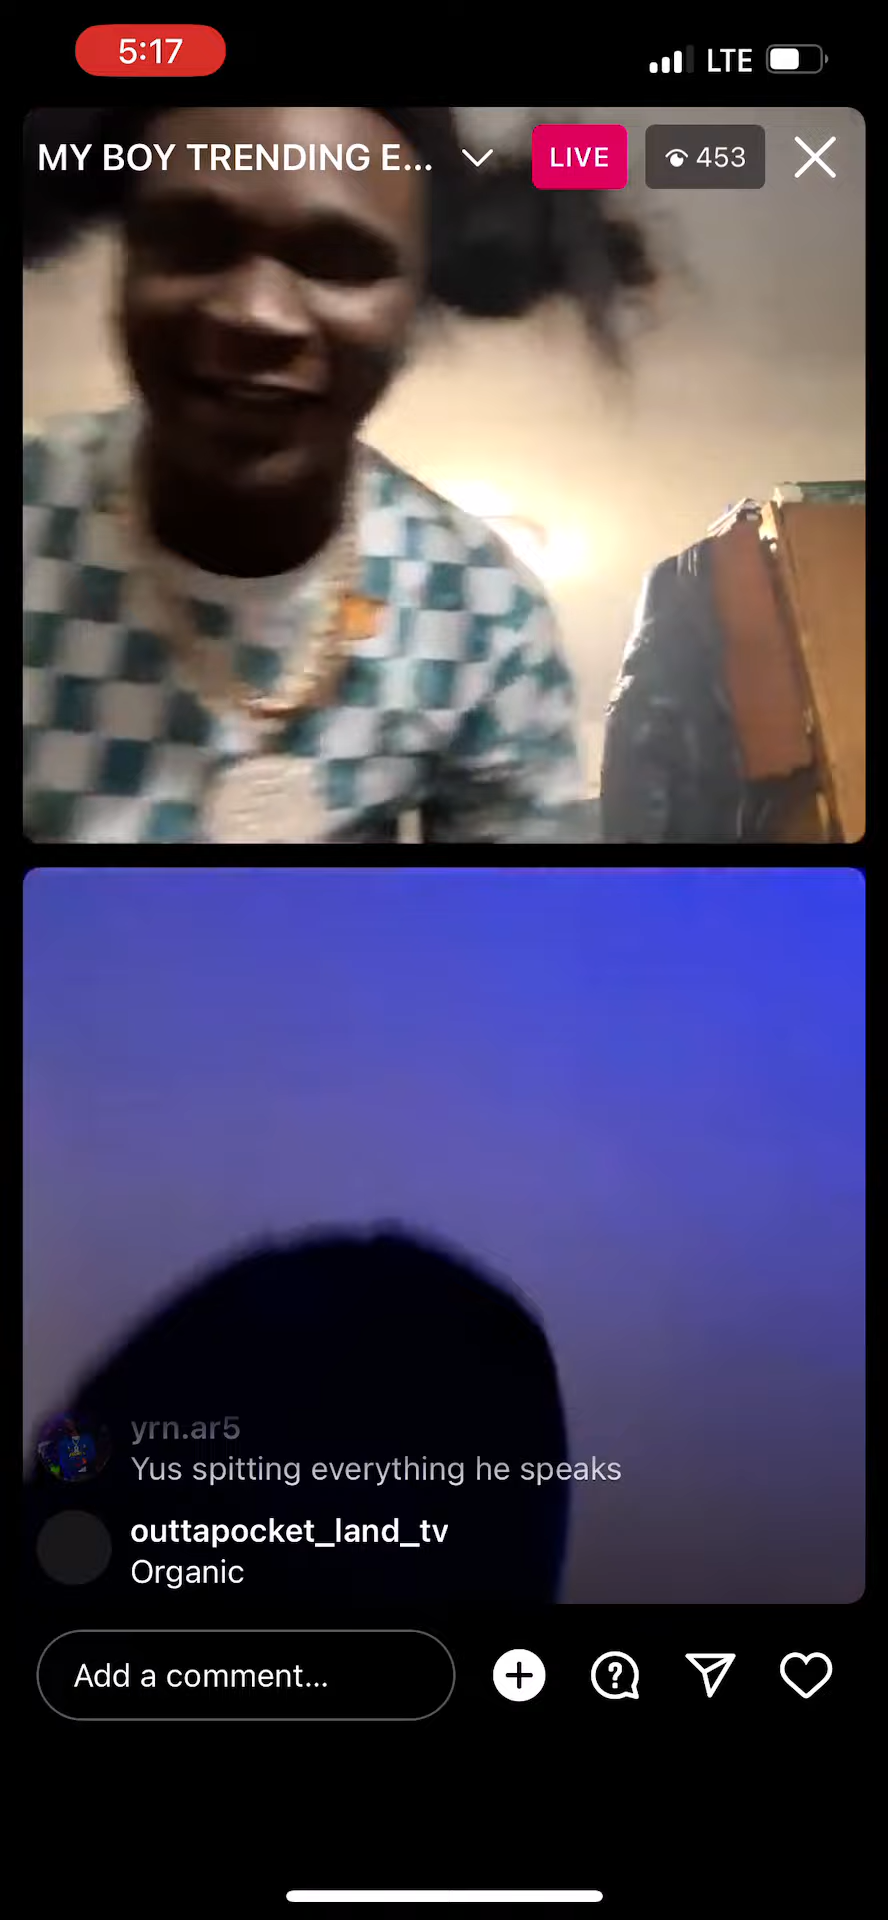 5:17
LTE
MY BOY TRENDING E...
LIVE
453
yrn.ar5
Yus spitting everything he speaks
outtapocket_land_tv
Organic
Add a comment...